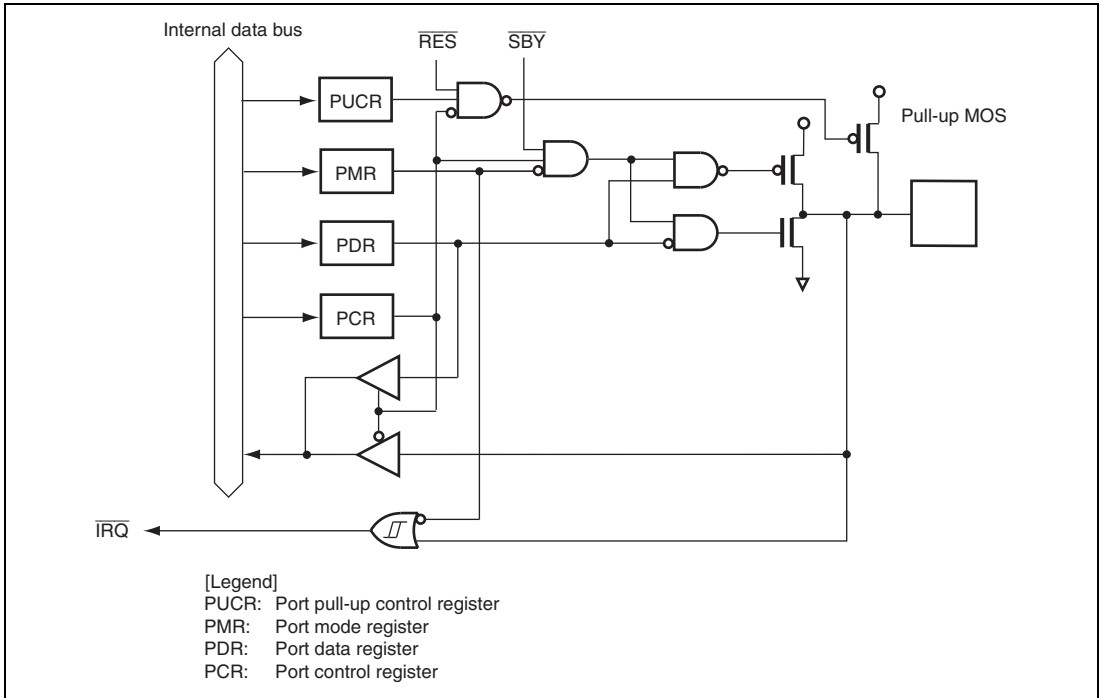 Internal data bus
RES
SBY
PUCR
Pull-up MOS
PMR
PDR
PCR
IRQ
[Legend]
PUCR: Port pull-up control register
PMR: Port mode register
PDR: Port data register
PCR: Port control register